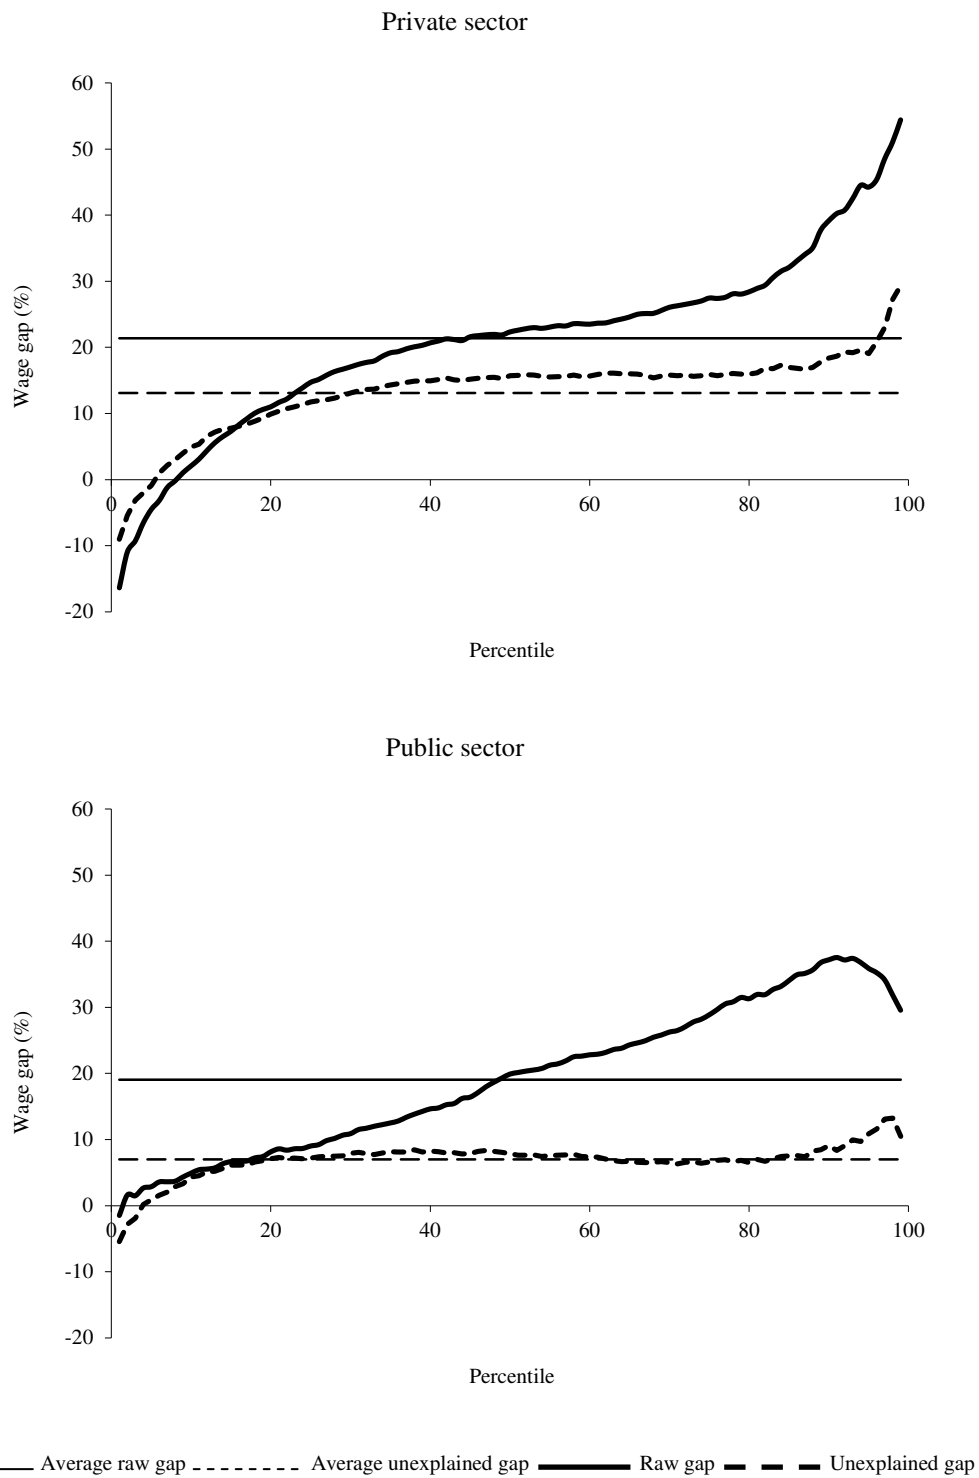 Private sector
60
50
40
30
20
10
0
-10
-20
0 20 40 60 80 100
Wage gap (%)
Percentile
Public sector
60
50
40
30
20
10
0
-10
-20
0 20 40 60 80 100
Wage gap (%)
Percentile
Average raw gap Average unexplained gap Raw gap Unexplained gap